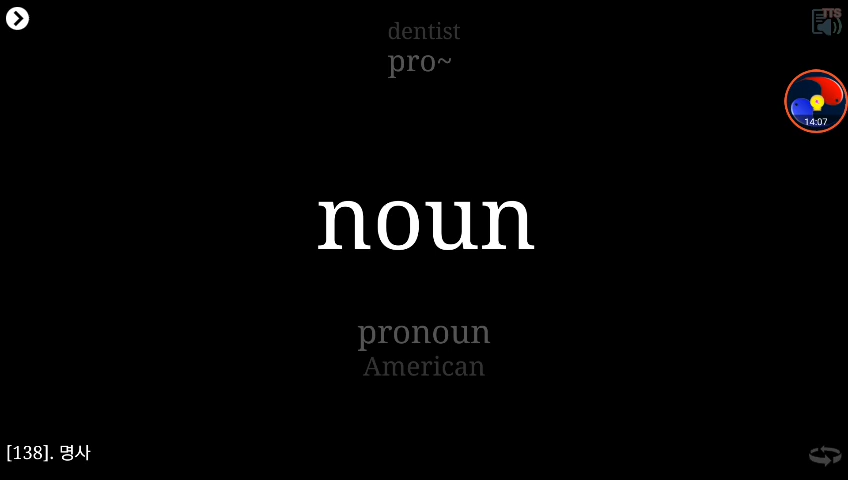 TTS
dentist
pro~
14:07
noun
pronoun
American
[138]. 명사